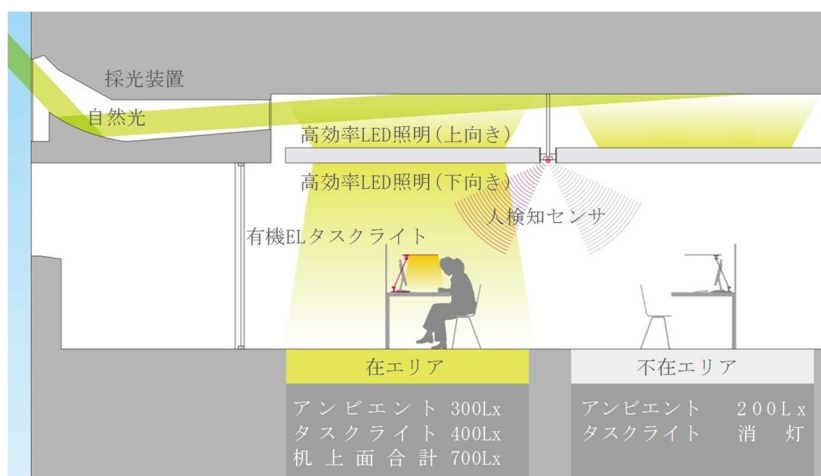 採光装置
自然光
高効率LED照明(上向き)
高効率LED照明(下向き)
人検知センサ
有機ELタスクライト
在エリア
アンビエント 300Lx
タスクライト 400Lx
机上面合計 700Lx
不在エリア
アンビエント 200Lx
タスクライト 消灯